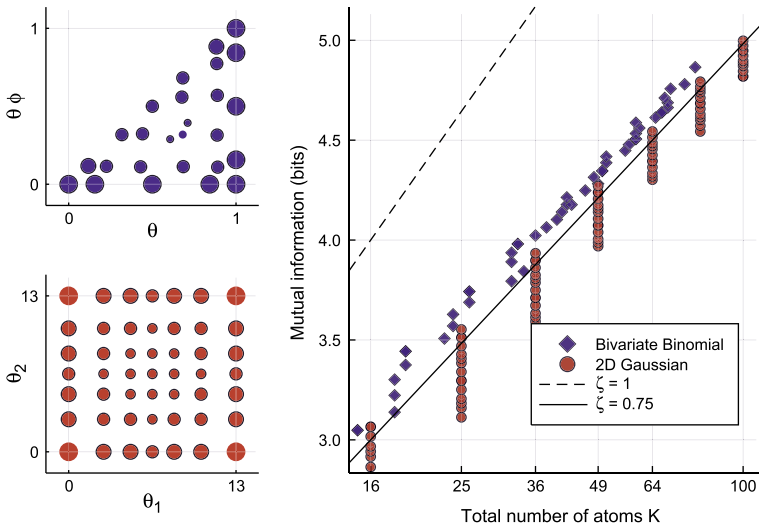 1
θ ϕ
0
0
1
θ
13
θ2
0
0
13
θ1
5.0
4.5
4.0
3.5
3.0
Mutual information (bits)
Bivariate Binomial
2D Gaussian
ζ = 1
ζ = 0.75
16
25
36
49
64
100
Total number of atoms K